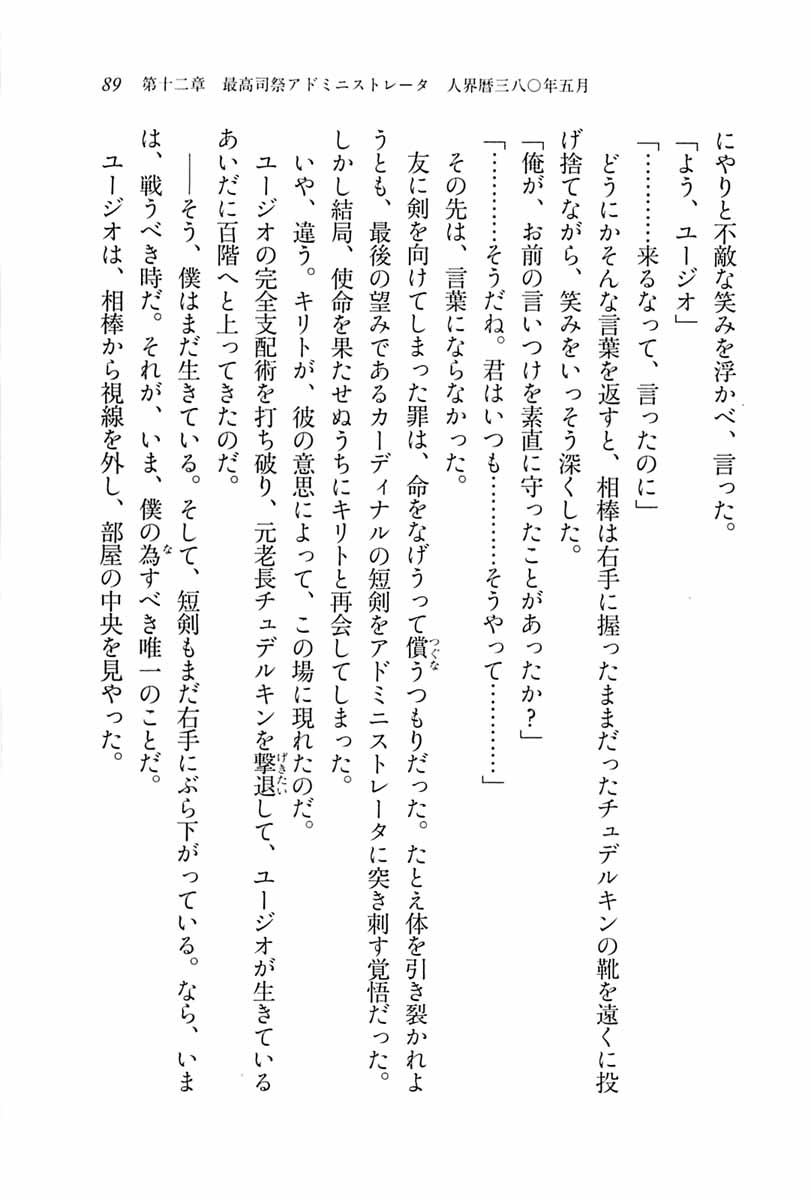 89　第十二章　最高司祭アドミニストレータ　人界暦三八〇年五月
にやりと不敵な笑みを浮かべ、言った。
「よう、ユージオ」
「…………来るなって、言ったのに」
　どうにかそんな言葉を返すと、相棒は右手に握ったままだったチュデルキンの靴を遠くに投
げ捨てながら、笑みをいっそう深くした。
「俺が、お前の言いつけを素直に守ったことがあったか？」
「…………そうだね。君はいつも…………そうやって…………」
　その先は、言葉にならなかった。
　友に剣を向けてしまった罪は、命をなげうって償うつもりだった。たとえ体を引き裂かれよ
うとも、最後の望みであるカーディナルの短剣をアドミニストレータに突き刺す覚悟だった。
しかし結局、使命を果たせぬうちにキリトと再会してしまった。
　いや、違う。キリトが、彼の意思によって、この場に現れたのだ。
　ユージオの完全支配術を打ち破り、元老長チュデルキンを撃退して、ユージオが生きている
あいだに百階へと上ってきたのだ。
　――そう、僕はまだ生きている。そして、短剣もまだ右手にぶら下がっている。なら、いま
は、戦うべき時だ。それが、いま、僕の為すべき唯一のことだ。
　ユージオは、相棒から視線を外し、部屋の中央を見やった。